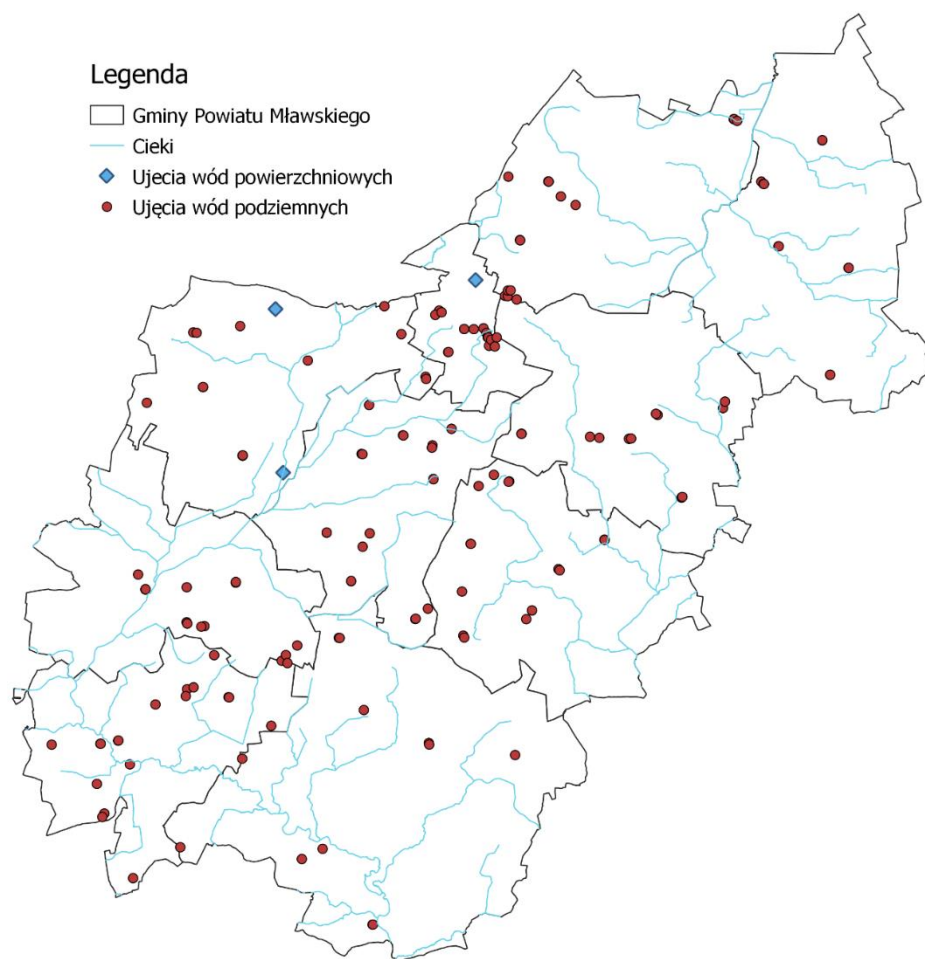 Legenda
Gminy Powiatu Mławskiego
Cieki
Ujecia wód powierzchniowych
Ujęcia wód podziemnych